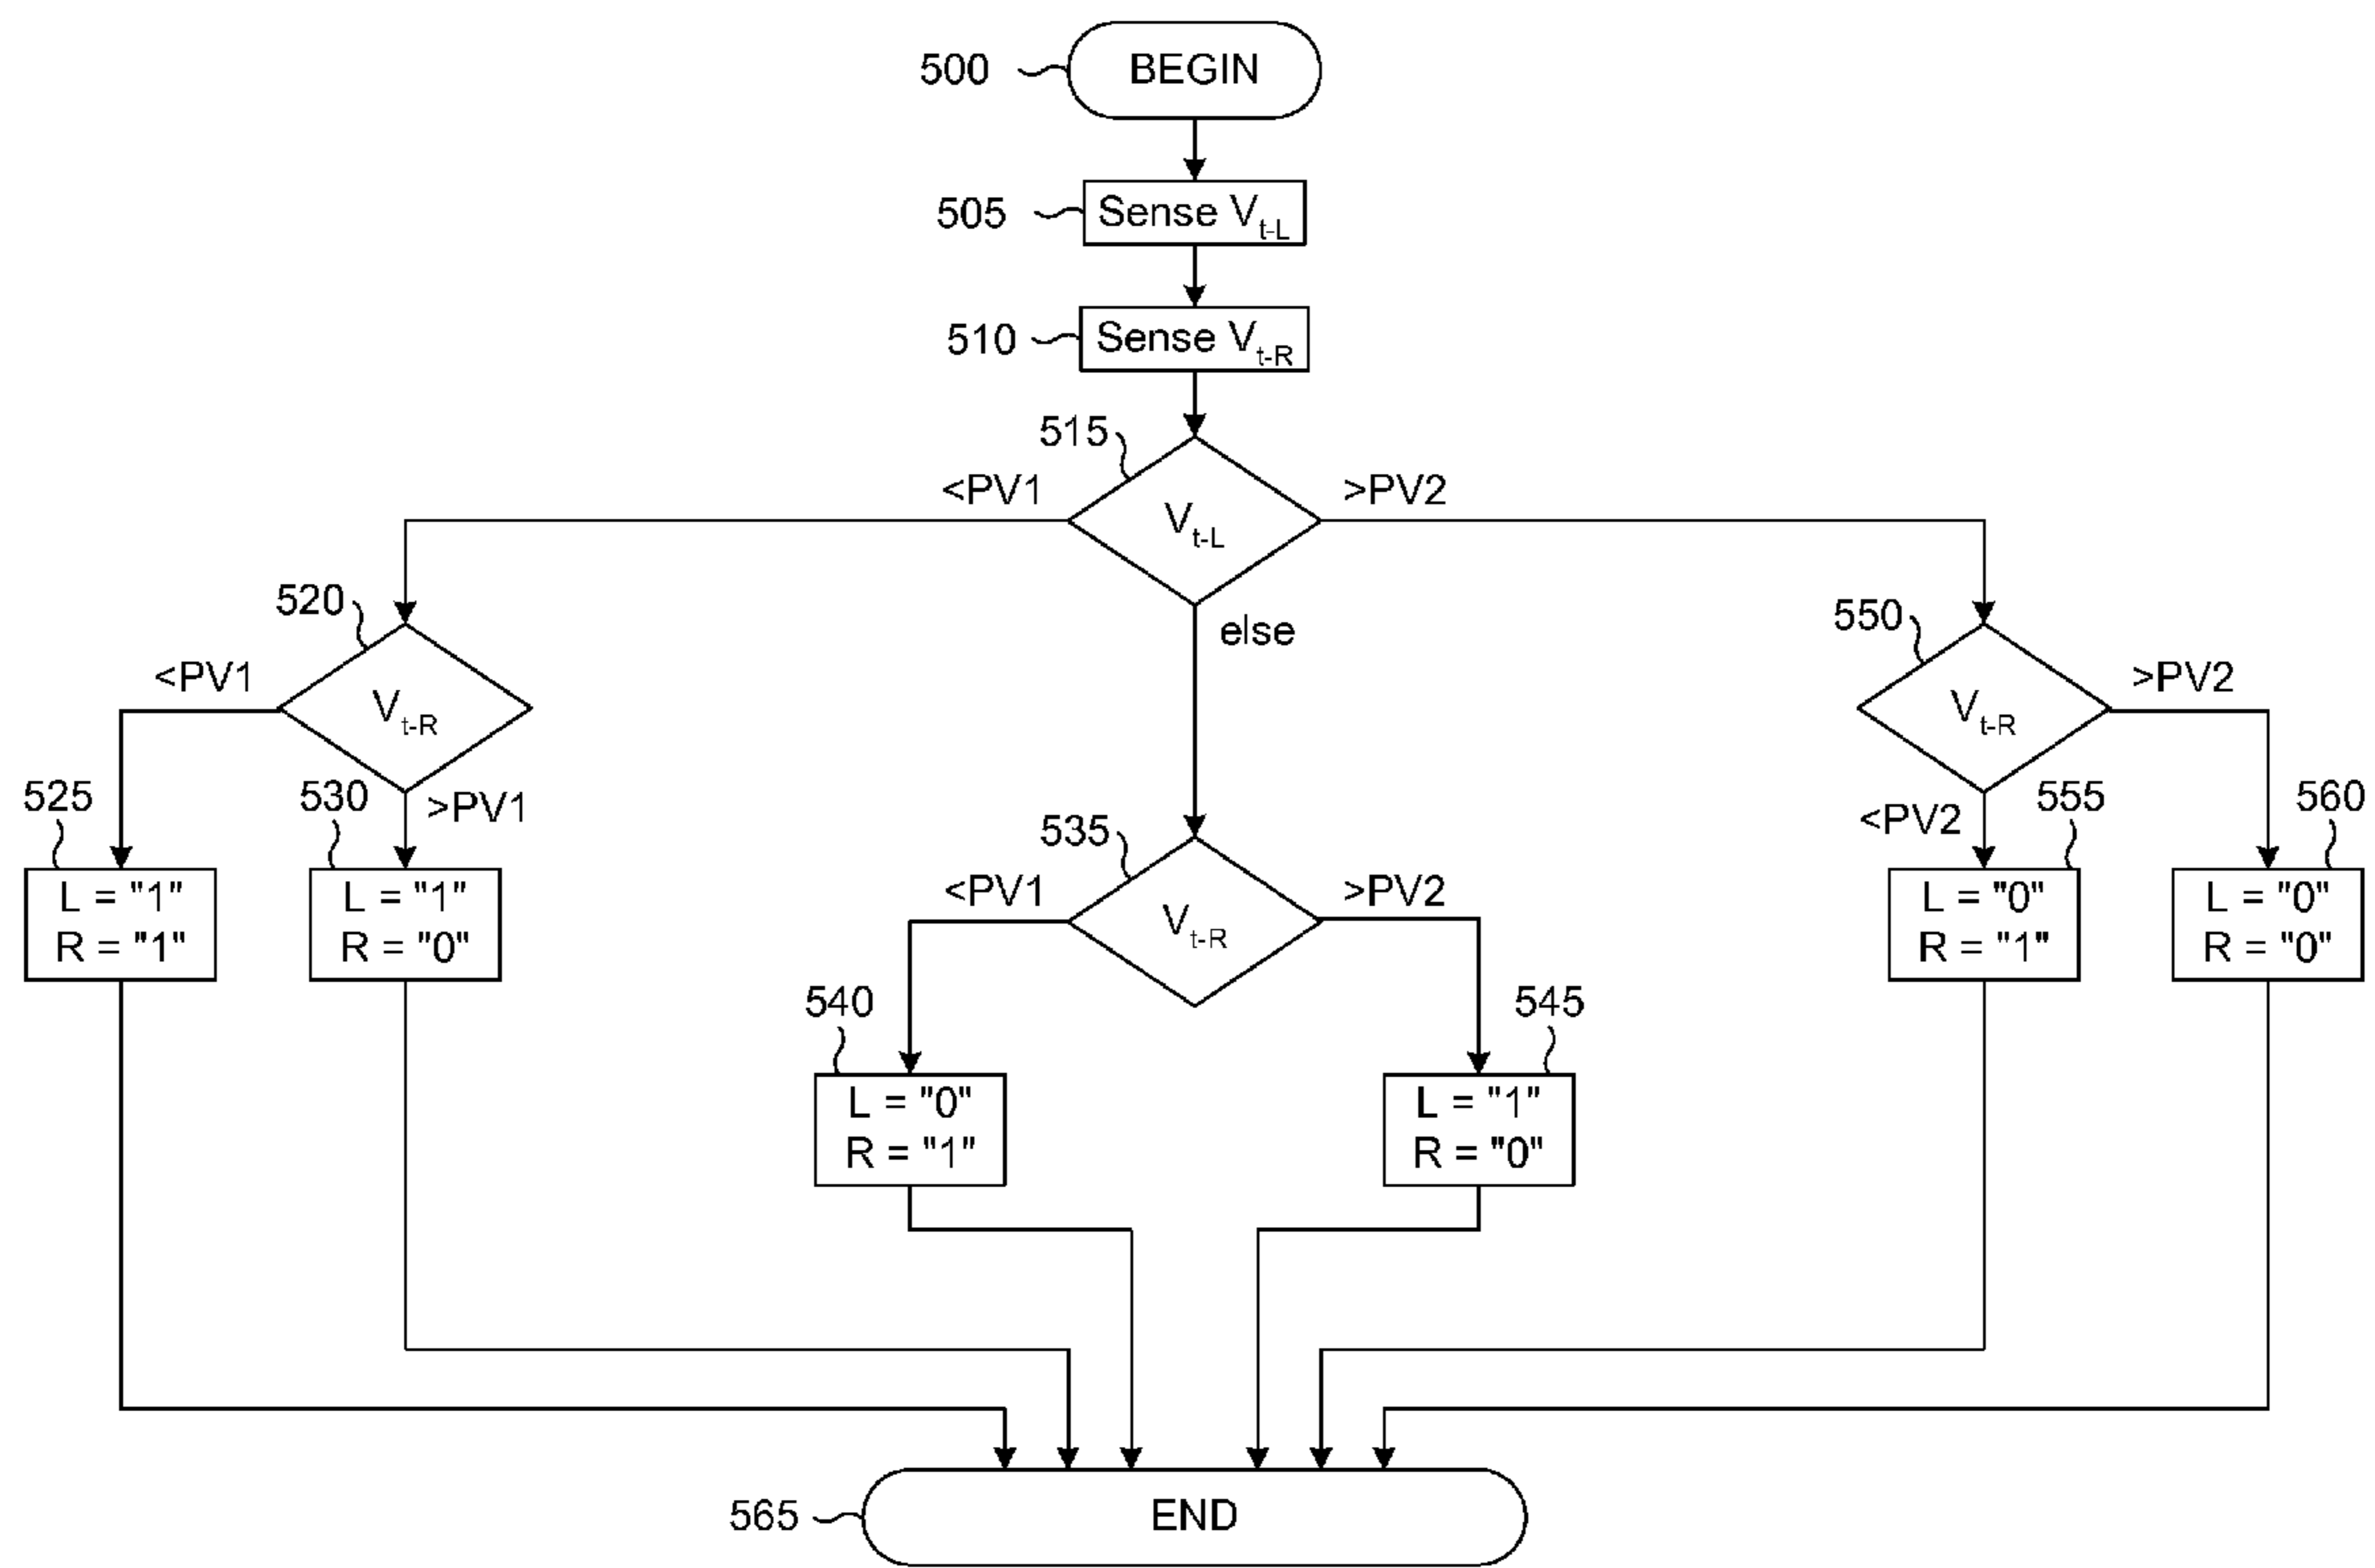 500
BEGIN
505
Sense Vt-L
510
Sense Vt-R
515
<PV1
>PV2
Vt-L
else
520
<PV1
Vt-R
>PV1
550
>PV2
Vt-R
<PV2
525
L = "1"
R = "1"
530
L = "1"
R = "0"
535
<PV1
>PV2
Vt-R
555
L = "0"
R = "1"
560
L = "0"
R = "0"
540
L = "0"
R = "1"
545
L = "1"
R = "0"
565
END